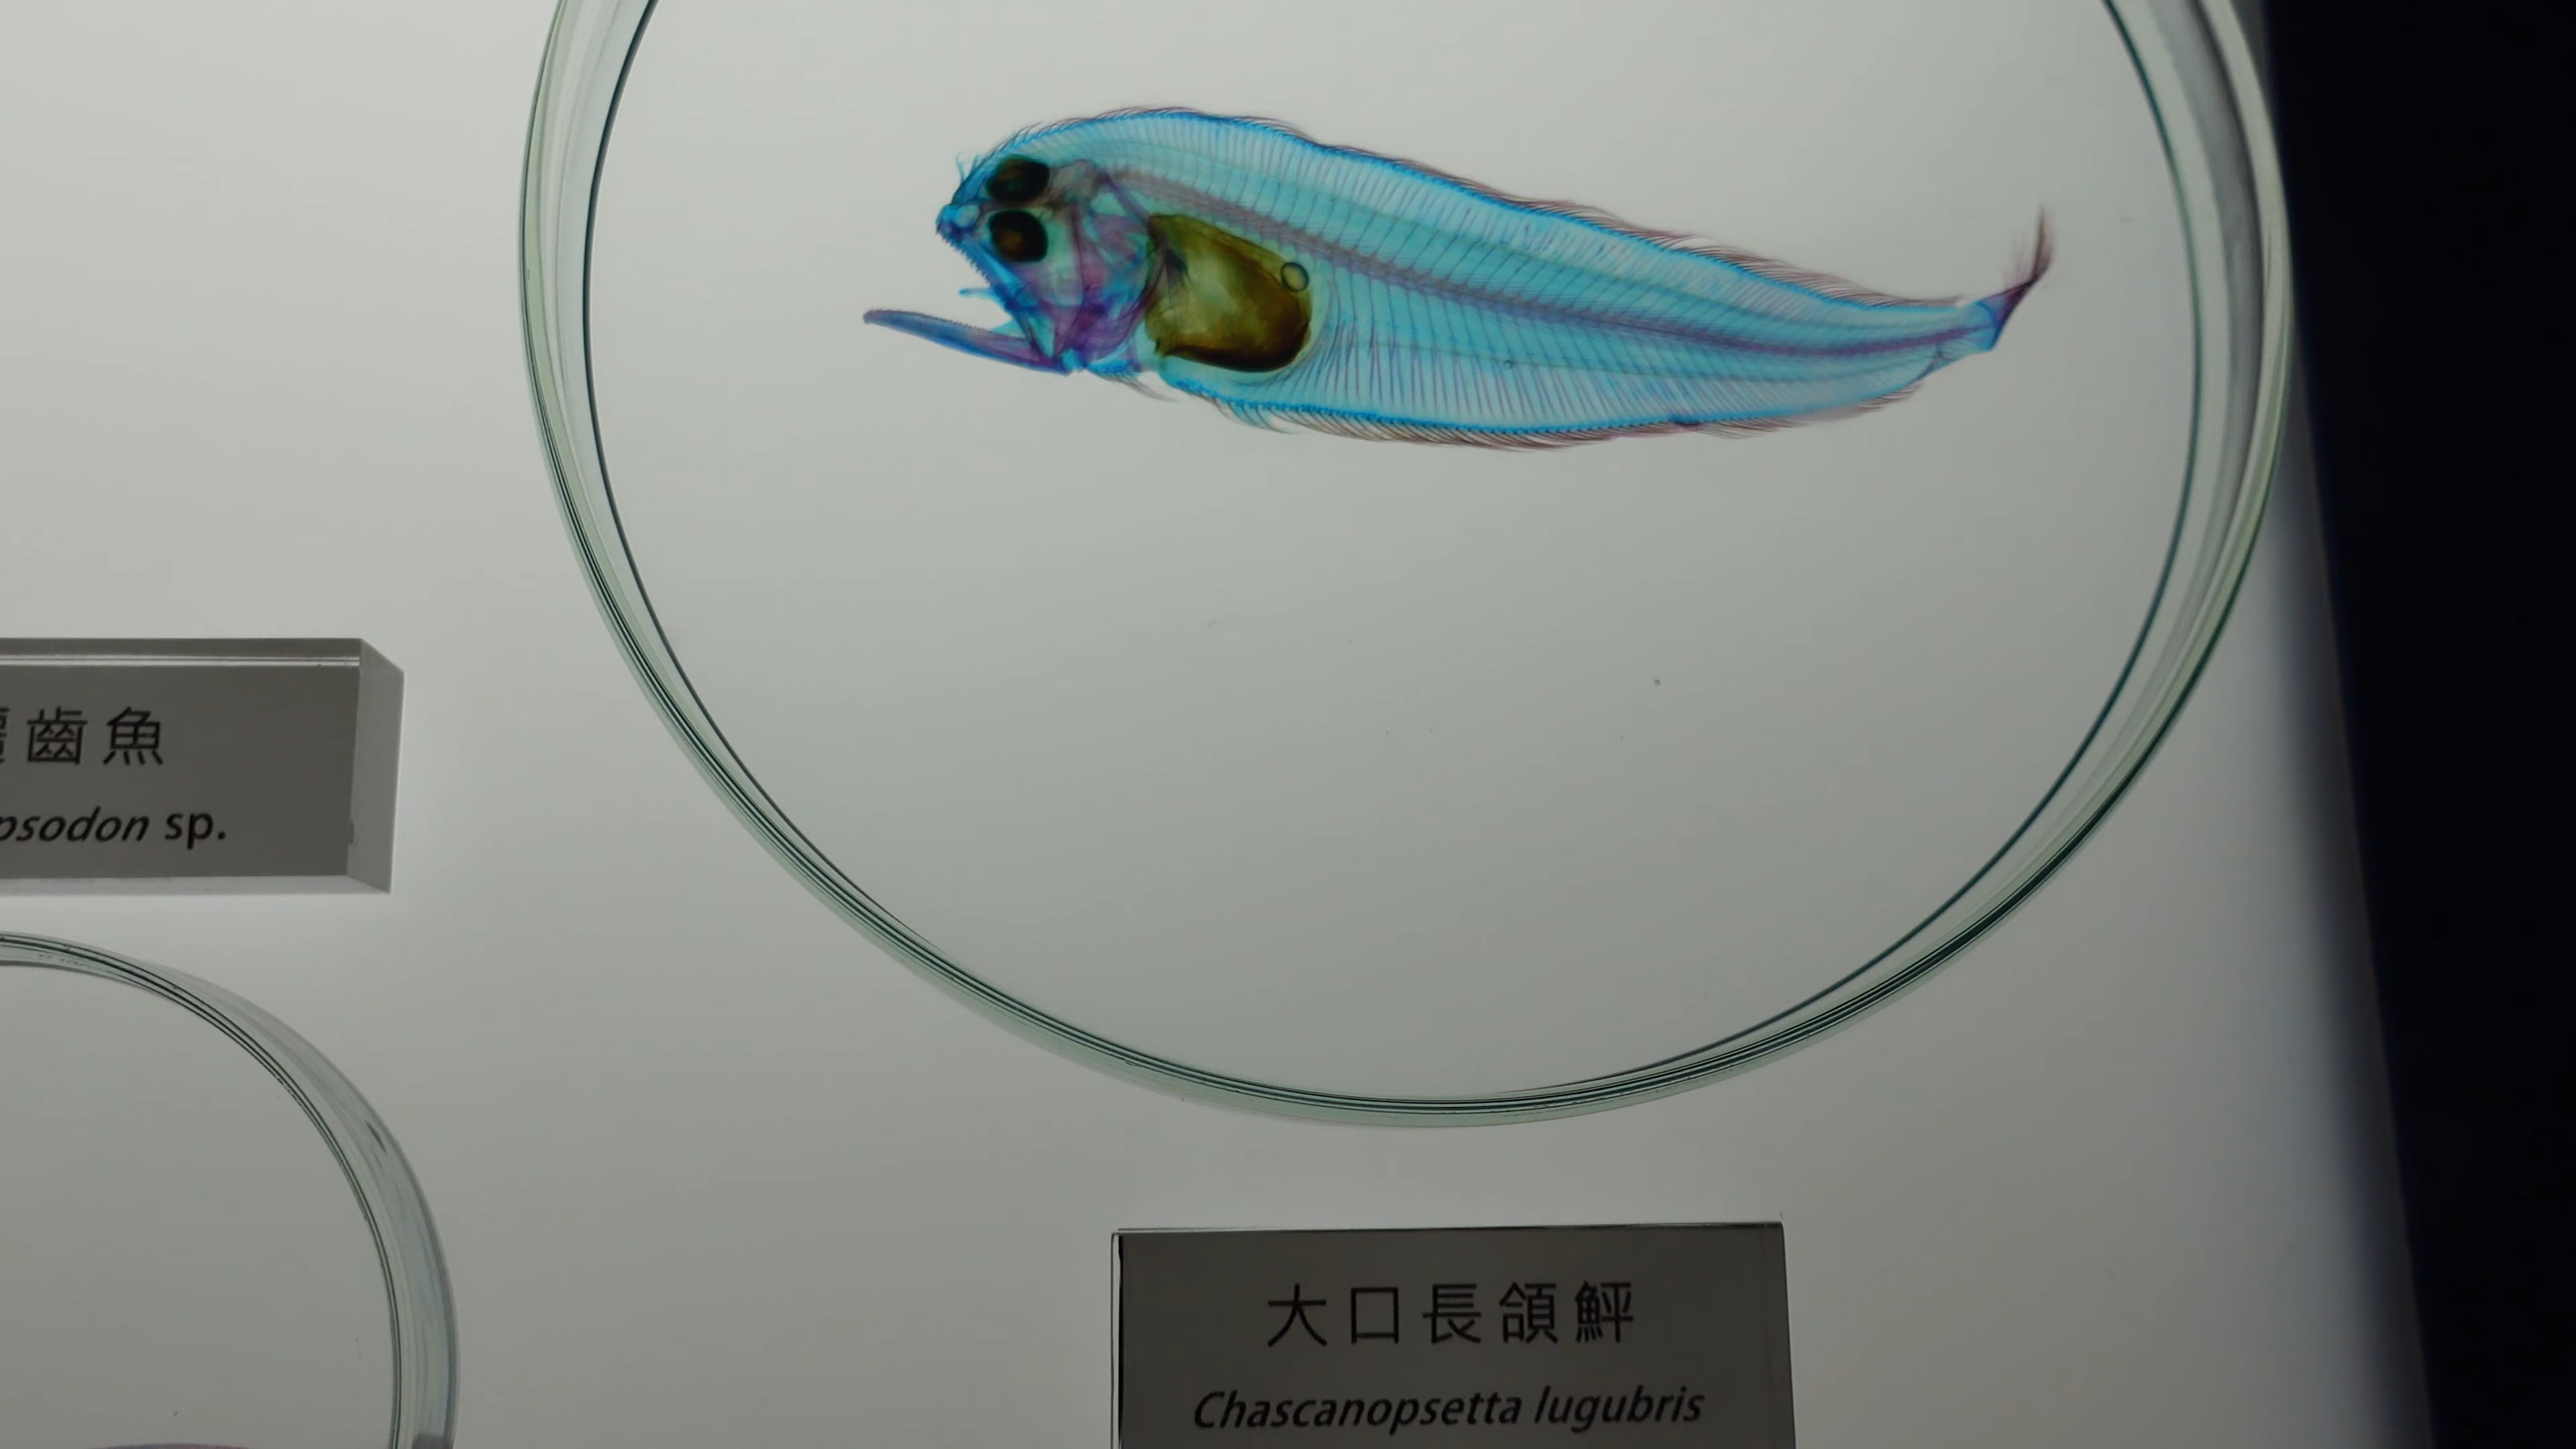 齒魚
psodon sp.
大口長頜鮃
Chascanopsetta lugubris